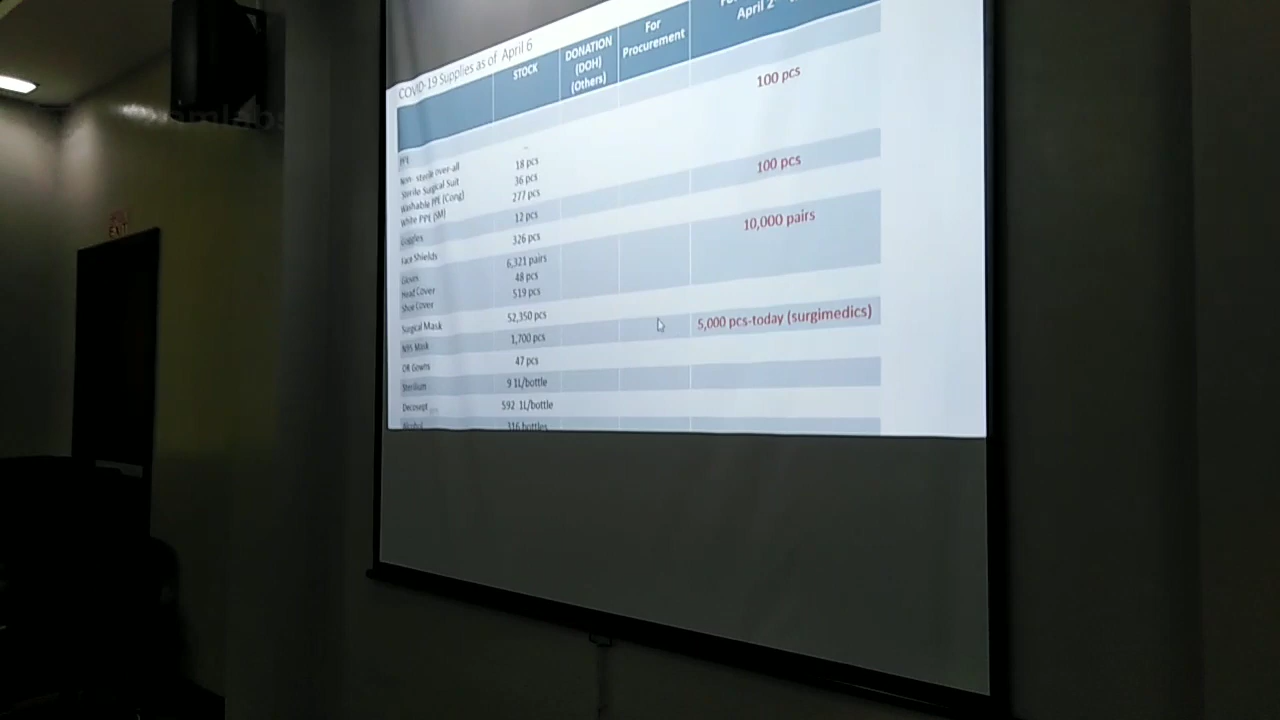 COVID-19 Supplies as of April 6
STOCK
DONATION
(DOH)
(Others)
For
Procurement
April 2
100 pcs
PPE
Non- sterile over-all 18 pcs
Sterile Surgical Suit 36 pcs
Washable PPE (Cong) 277 pcs
White PPE (SM) 12 pcs
100 pcs
Goggles 326 pcs
Face Shields 6,321 pairs
10,000 pairs
Gloves 48 pcs
Head Cover 519 pcs
Shoe Cover
Surgical Mask 52,350 pcs
5,000 pcs-today (surgimedics)
N95 Mask 1,700 pcs
OR Gowns 47 pcs
Sterilium 9 1L/bottle
Decosept 592 1L/bottle
Alcohol 316 bottles
EXIT